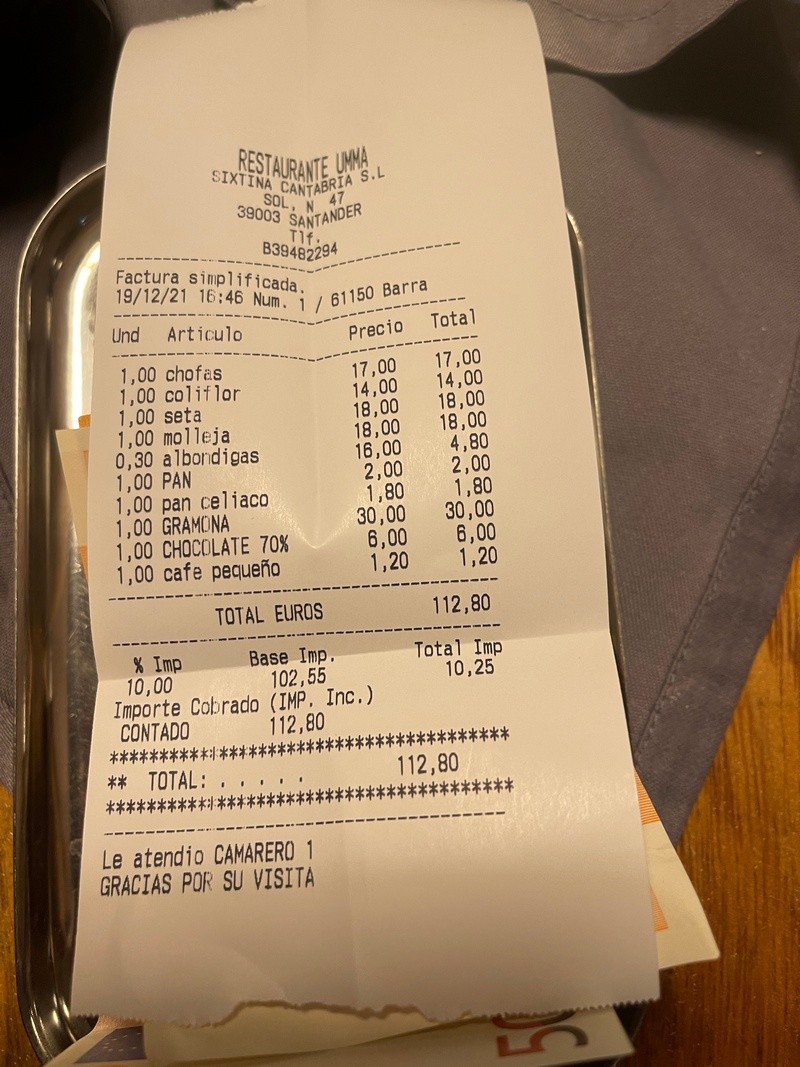 RESTAURANTE UMMA
SIXTINA CANTABRIA S.L
SOL, N 47
39003 SANTANDER
Tlf.
B39482294
Factura simplificada.
19/12/21 16:46 Num. 1 / 61150 Barra
Und Articulo Precio Total
1,00 chofas 17,00 17,00
1,00 coliflor 14,00 14,00
1,00 seta 18,00 18,00
1,00 molleja 18,00 18,00
0,30 albondigas 16,00 4,80
1,00 PAN 2,00 2,00
1,00 pan celiaco 1,80 1,80
1,00 GRAMONA 30,00 30,00
1,00 CHOCOLATE 70% 6,00 6,00
1,00 cafe pequeño 1,20 1,20
TOTAL EUROS 112,80
% Imp Base Imp. Total Imp
10,00 102,55 10,25
Importe Cobrado (IMP. Inc.)
CONTADO 112,80
****************************************
** TOTAL: . . . . . 112,80
****************************************
Le atendio CAMARERO 1
GRACIAS POR SU VISITA
50